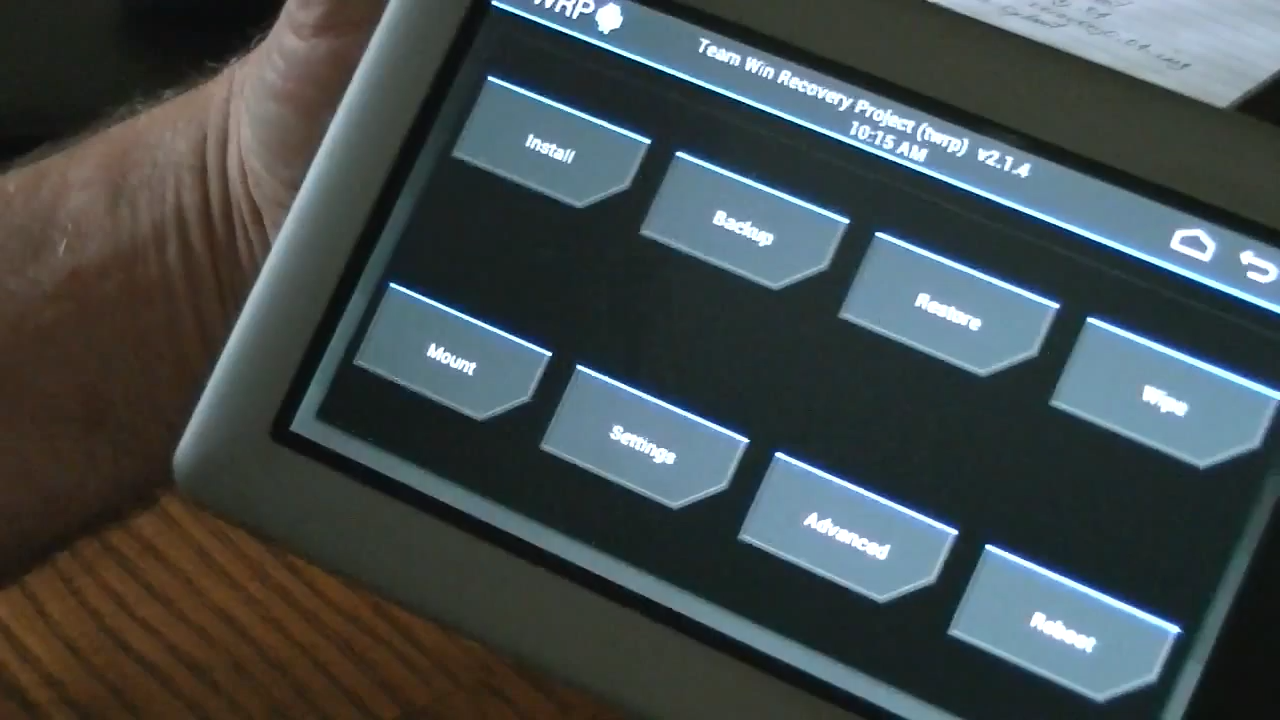 TWRP
Team Win Recovery Project (twrp) v2.1.4
10:15 AM
Install
Backup
Restore
Wipe
Mount
Settings
Advanced
Reboot